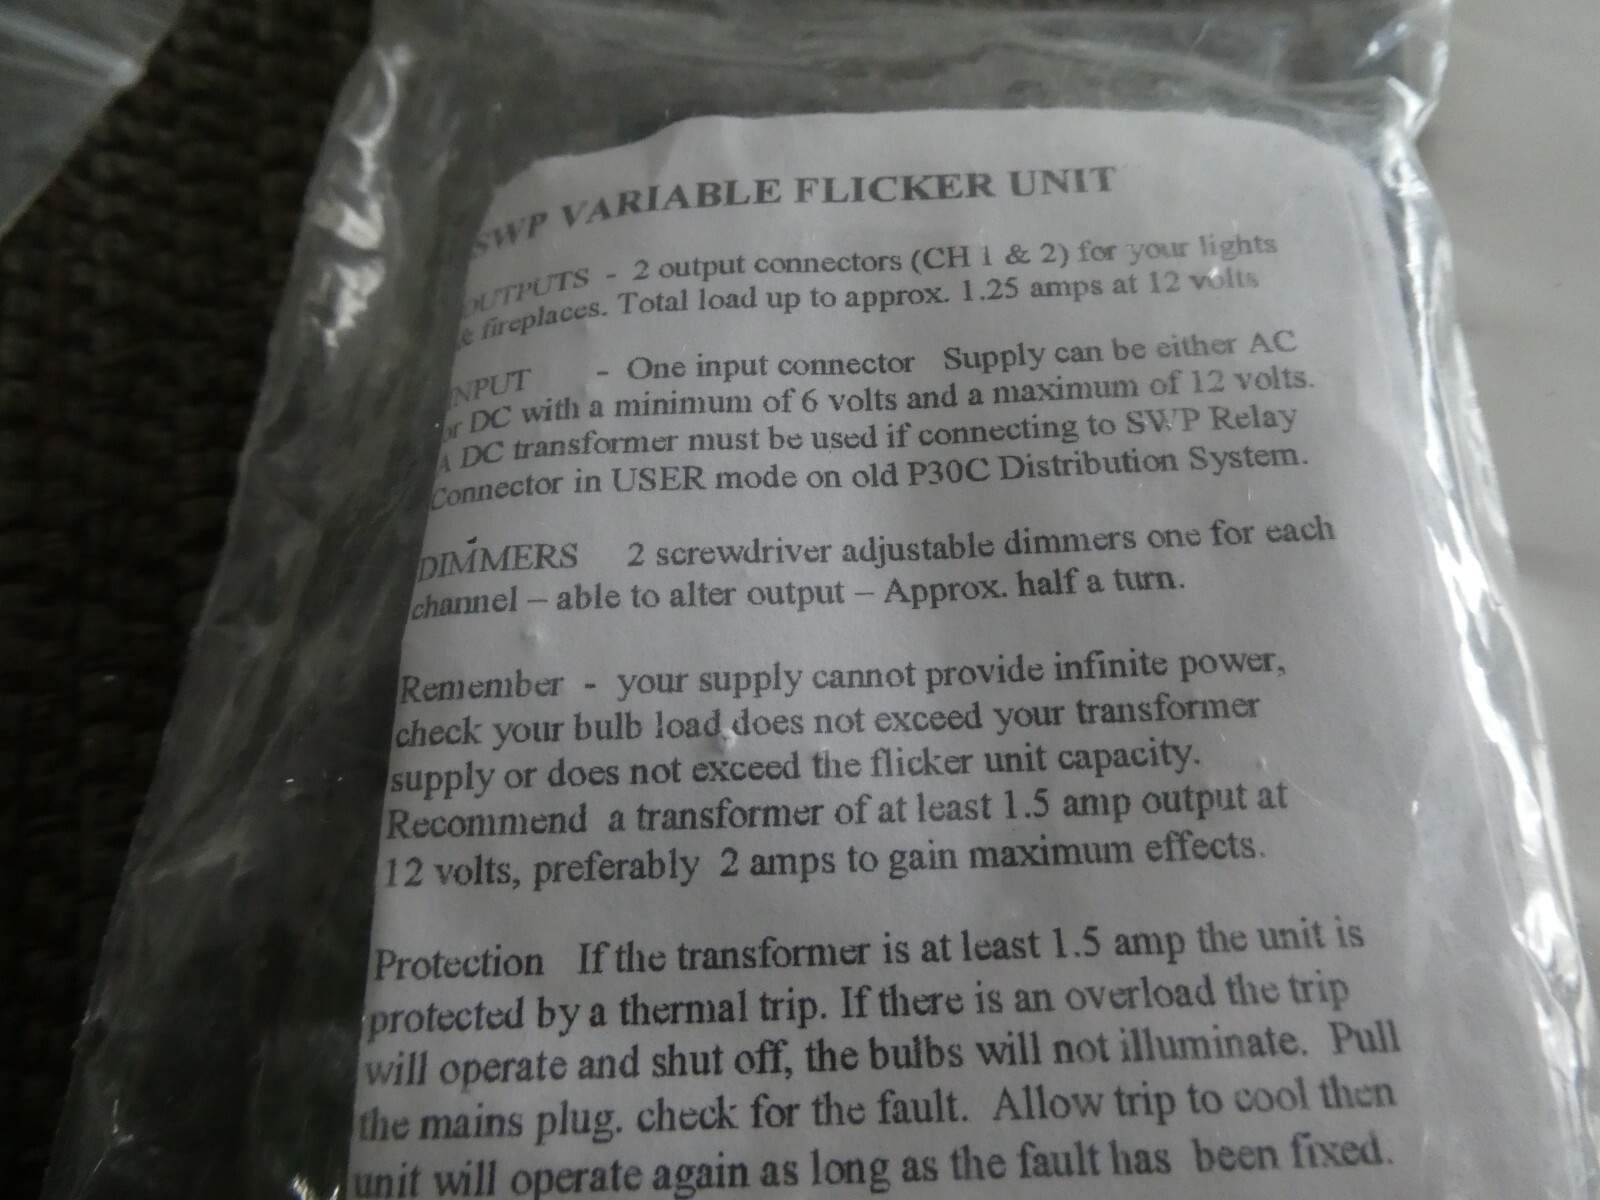 SWP VARIABLE FLICKER UNIT
OUTPUTS - 2 output connectors (CH 1 & 2) for your lights
& fireplaces. Total load up to approx. 1.25 amps at 12 volts
INPUT - One input connector Supply can be either AC
or DC with a minimum of 6 volts and a maximum of 12 volts.
A DC transformer must be used if connecting to SWP Relay
Connector in USER mode on old P30C Distribution System.
DIMMERS 2 screwdriver adjustable dimmers one for each
channel – able to alter output – Approx. half a turn.
Remember - your supply cannot provide infinite power,
check your bulb load does not exceed your transformer
supply or does not exceed the flicker unit capacity.
Recommend a transformer of at least 1.5 amp output at
12 volts, preferably 2 amps to gain maximum effects.
Protection If the transformer is at least 1.5 amp the unit is
protected by a thermal trip. If there is an overload the trip
will operate and shut off, the bulbs will not illuminate. Pull
the mains plug. check for the fault. Allow trip to cool then
unit will operate again as long as the fault has been fixed.